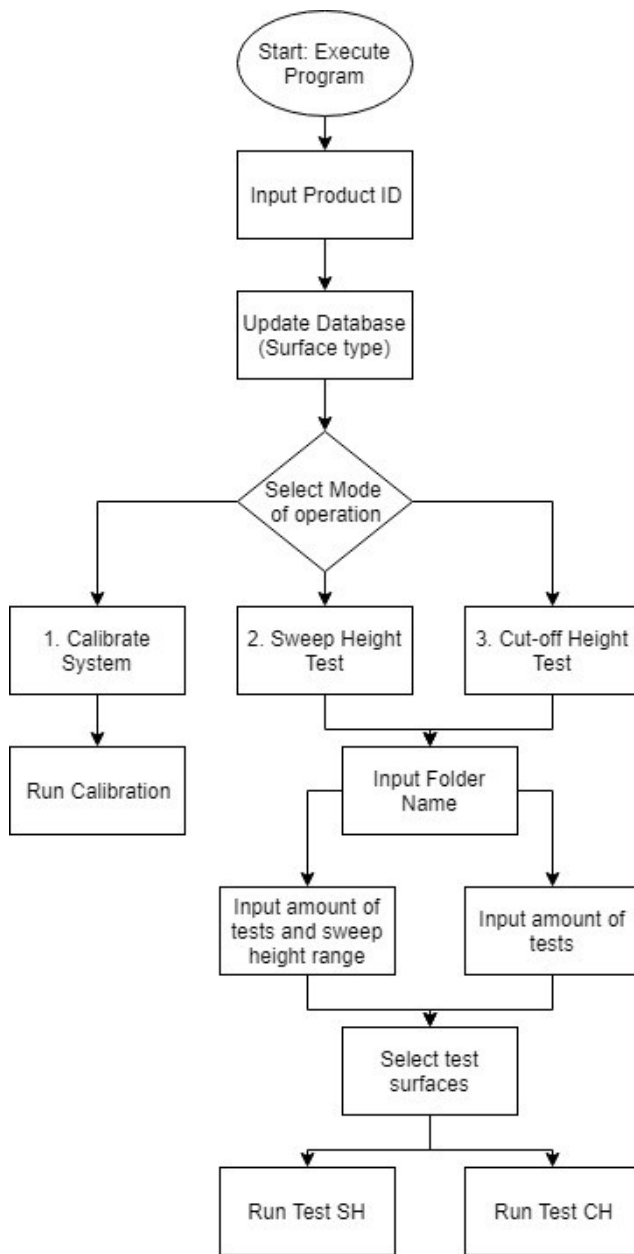 Start: Execute
Program
Input Product ID
Update Database
(Surface type)
Select Mode
of operation
1. Calibrate
System
2. Sweep Height
Test
3. Cut-off Height
Test
Run Calibration
Input Folder
Name
Input amount of
tests and sweep
height range
Input amount of
tests
Select test
surfaces
Run Test SH
Run Test CH